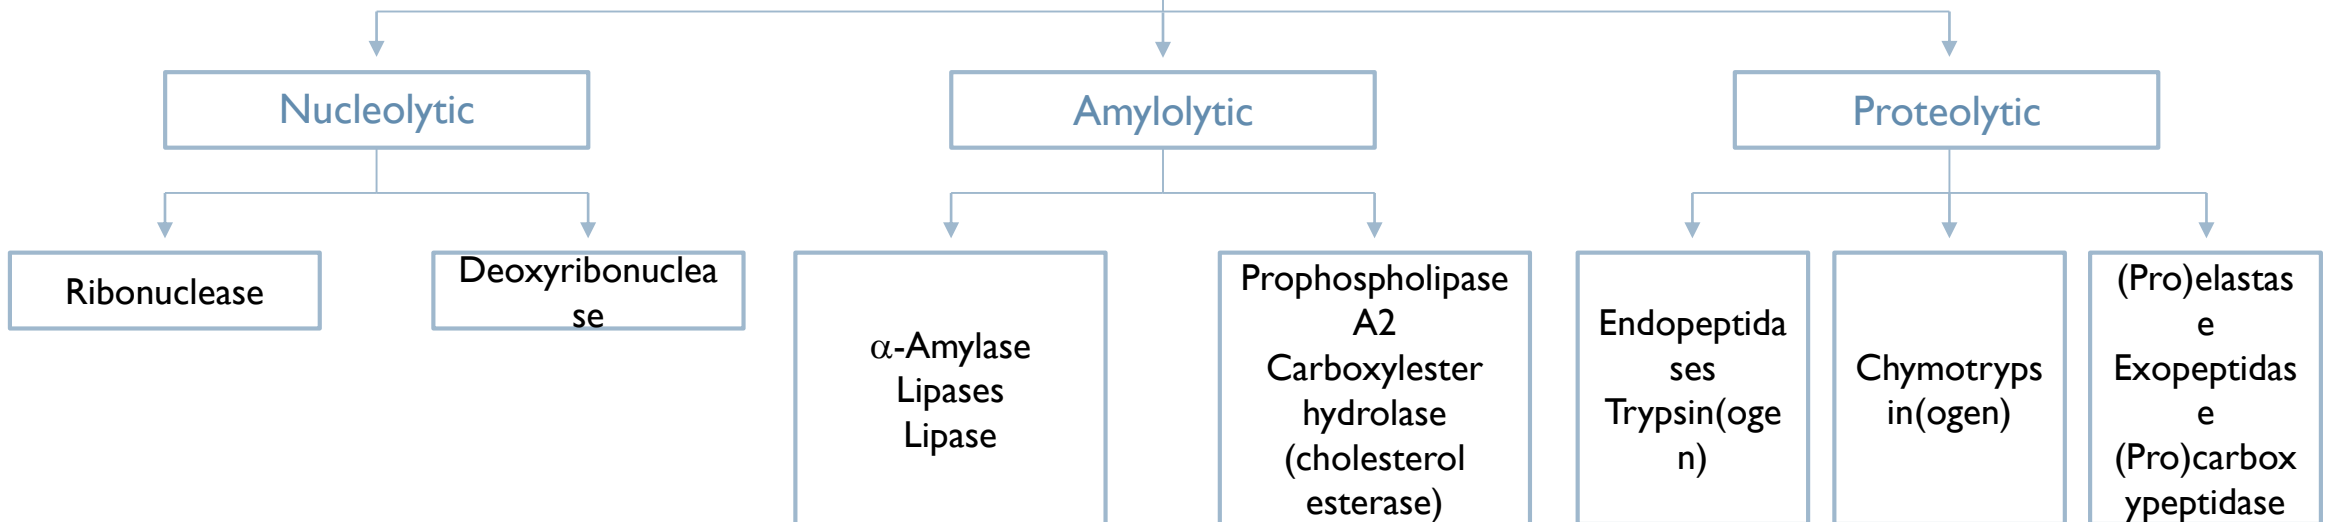 Nucleolytic
Amylolytic
Proteolytic
Ribonuclease
Deoxyribonuclea
se
α-Amylase
Lipases
Lipase
Prophospholipase
A2
Carboxylester
hydrolase
(cholesterol
esterase)
Endopeptida
ses
Trypsin(oge
n)
Chymotryps
in(ogen)
(Pro)elastas
e
Exopeptidas
e
(Pro)carbox
ypeptidase